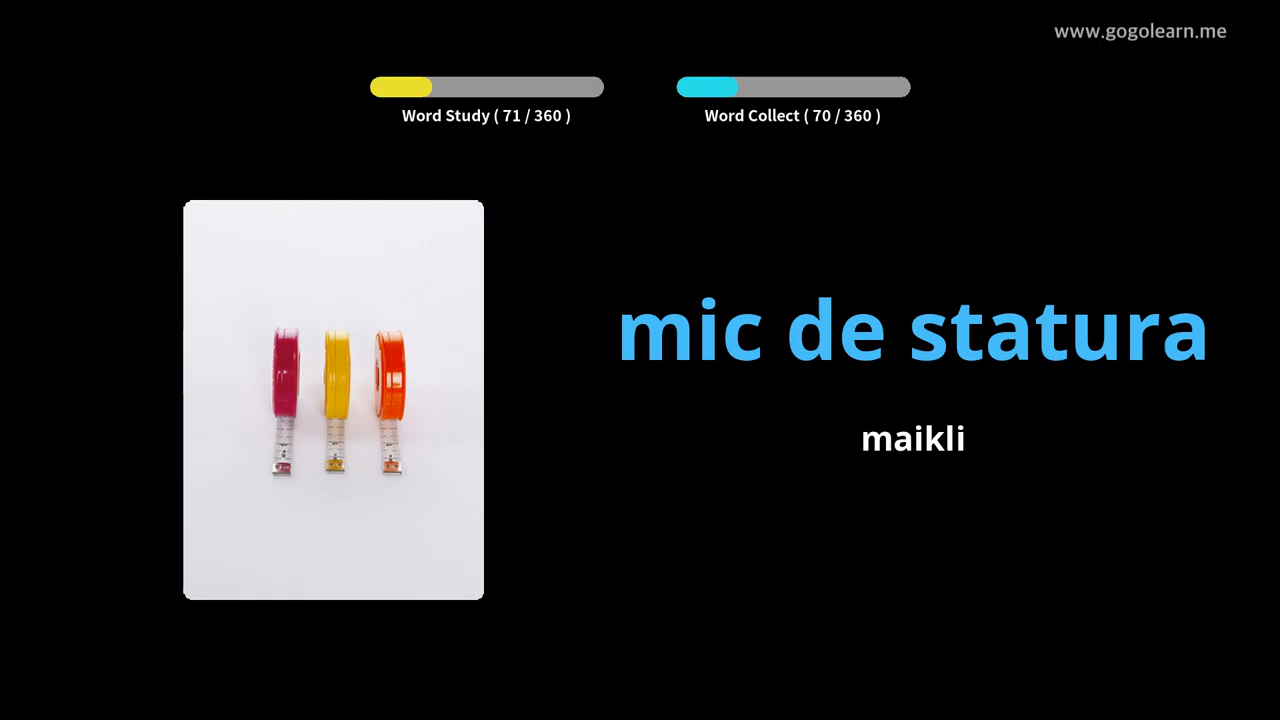 www.gogolearn.me
Word Study ( 71 / 360 )
Word Collect ( 70 / 360 )
mic de statura
maikli